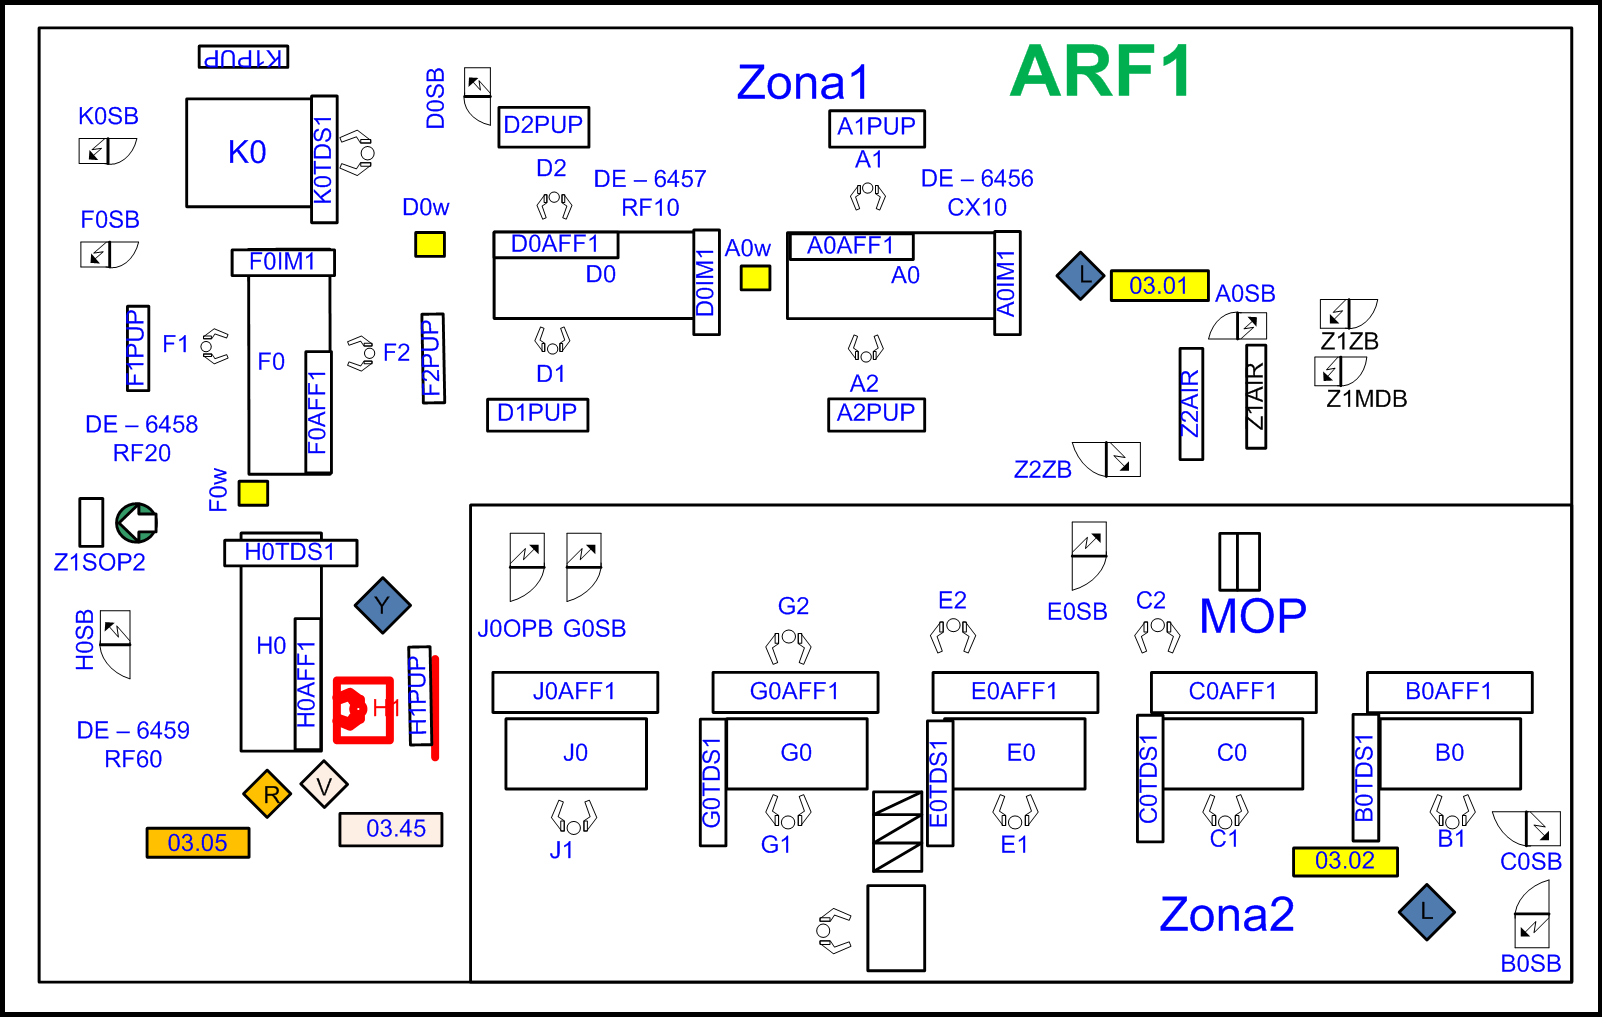 ARF1
Zona1
K1PUP
K0SB
K0
K0TDS1
D0SB
D2PUP
D2
A1PUP
A1
DE – 6457
RF10
DE – 6456
CX10
F0SB
D0w
F0IM1
D0AFF1
D0
D0IM1
A0w
A0AFF1
A0
A0IM1
L
03.01
A0SB
Z1ZB
Z1MDB
F1PUP
F1
F0
F0AFF1
F2
F2PUP
D1
D1PUP
A2
A2PUP
Z2AIR
Z1AIR
Z2ZB
DE – 6458
RF20
F0w
Z1SOP2
H0TDS1
Y
H0SB
H0
H0AFF1
H1
H1PUP
DE – 6459
RF60
R
V
03.05
03.45
J0OPB
G0SB
G2
E2
E0SB
C2
MOP
J0AFF1
G0AFF1
E0AFF1
C0AFF1
B0AFF1
J0
G0TDS1
G0
E0TDS1
E0
C0TDS1
C0
B0TDS1
B0
J1
G1
E1
C1
B1
03.02
C0SB
Zona2
L
B0SB